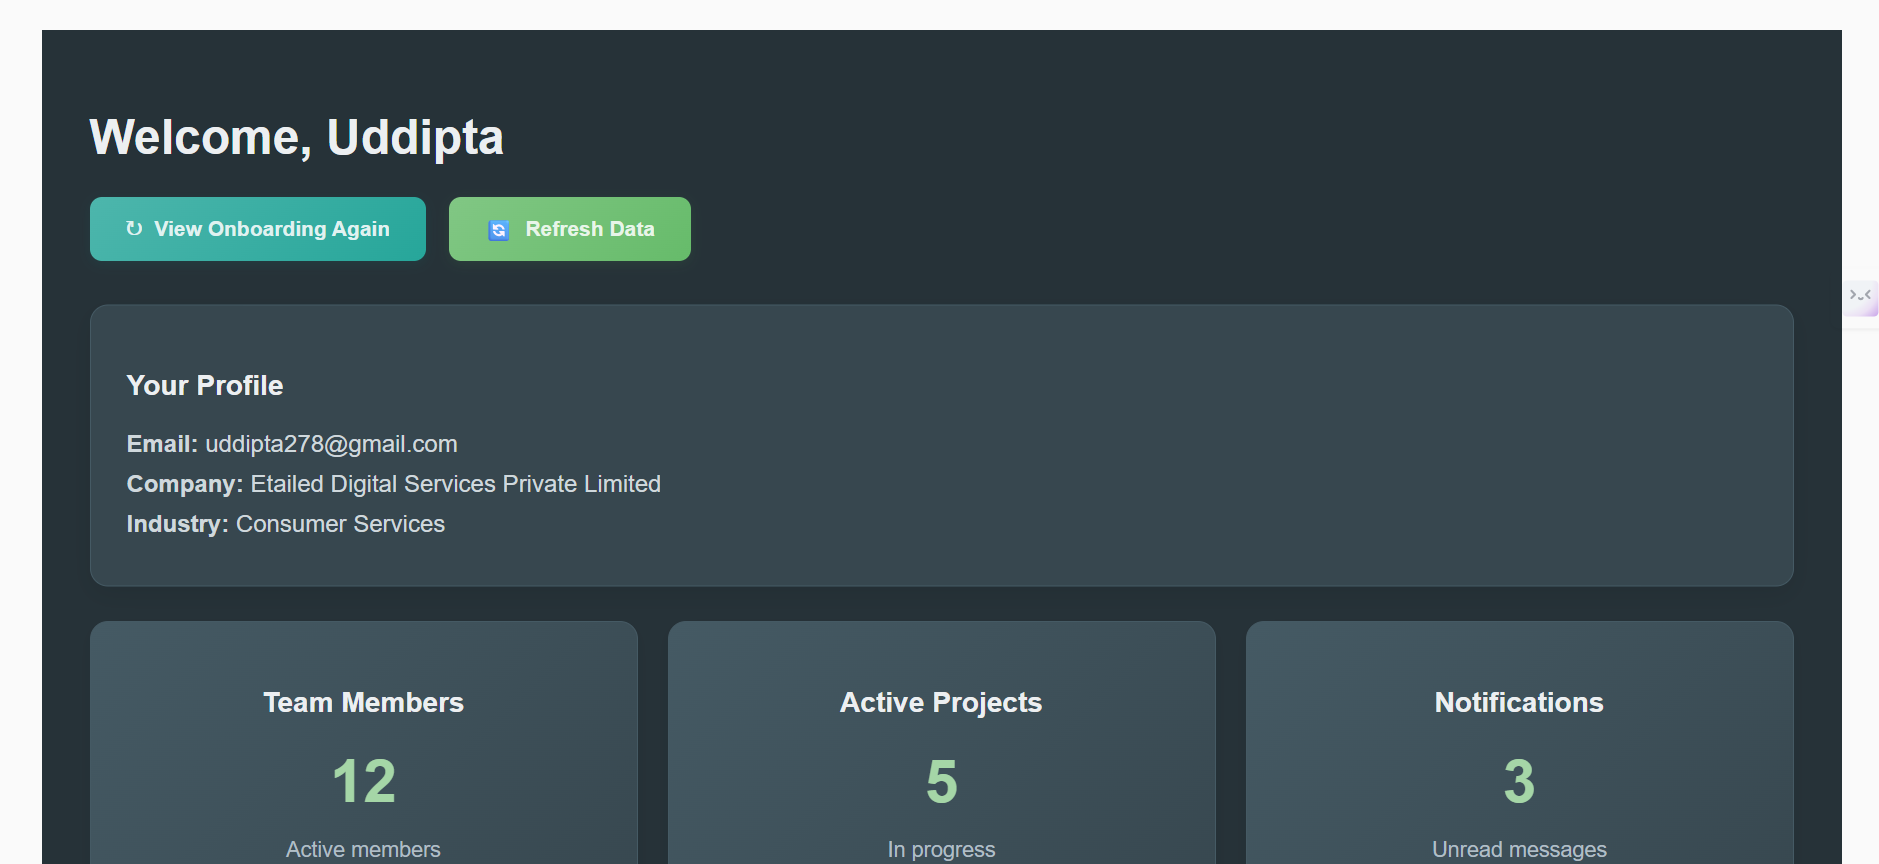 Welcome, Uddipta
↻ View Onboarding Again
🔄 Refresh Data
Your Profile
Email: uddipta278@gmail.com
Company: Etailed Digital Services Private Limited
Industry: Consumer Services
Team Members
12
Active members
Active Projects
5
In progress
Notifications
3
Unread messages